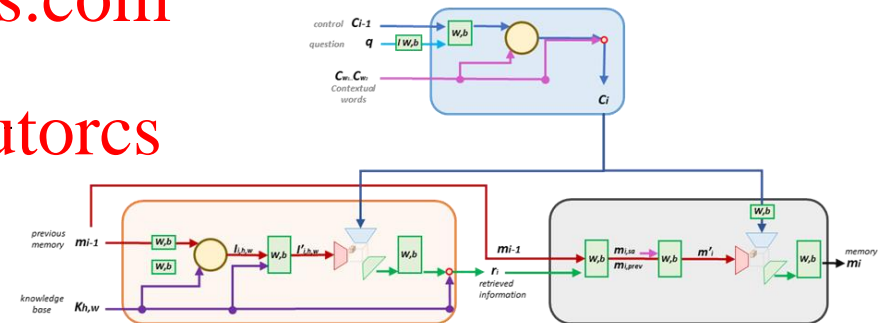 s.com
utorcs
control Ci-1
question q
I W,b
W,b
Cw1..Cwt
Contextual
words
Ci
previous
memory mi-1
W,b
W,b
Ii,h,w
W,b
I'i,h,w
W,b
knowledge
base Kh,w
mi-1
ri
retrieved
information
W,b
mi,sa
mi,prev
W,b
m'i
W,b
W,b
memory
mi